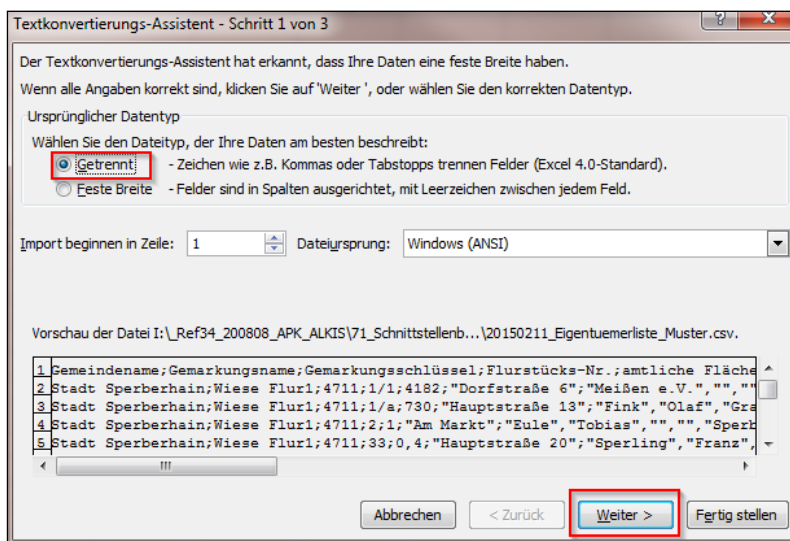 Textkonvertierungs-Assistent - Schritt 1 von 3
Der Textkonvertierungs-Assistent hat erkannt, dass Ihre Daten eine feste Breite haben.
Wenn alle Angaben korrekt sind, klicken Sie auf 'Weiter ', oder wählen Sie den korrekten Datentyp.
Ursprünglicher Datentyp
Wählen Sie den Dateityp, der Ihre Daten am besten beschreibt:
Getrennt - Zeichen wie z.B. Kommas oder Tabstopps trennen Felder (Excel 4.0-Standard).
Feste Breite - Felder sind in Spalten ausgerichtet, mit Leerzeichen zwischen jedem Feld.
Import beginnen in Zeile: 1 Dateiursprung: Windows (ANSI)
Vorschau der Datei I:\_Ref34_200808_APK_ALKIS\71_Schnittstellenb...\20150211_Eigentuemerliste_Muster.csv.
1 Gemeindename;Gemarkungsname;Gemarkungsschlüssel;Flurstücks-Nr.;amtliche Fläche
2 Stadt Sperberhain;Wiese Flur1;4711;1/1;4182;"Dorfstraße 6";"Meißen e.V.","",""
3 Stadt Sperberhain;Wiese Flur1;4711;1/a;730;"Hauptstraße 13";"Fink","Olaf","Gra
4 Stadt Sperberhain;Wiese Flur1;4711;2;1;"Am Markt";"Eule","Tobias","","","Sperb
5 Stadt Sperberhain;Wiese Flur1;4711;33;0,4;"Hauptstraße 20";"Sperling","Franz",
Abbrechen < Zurück Weiter > Fertig stellen